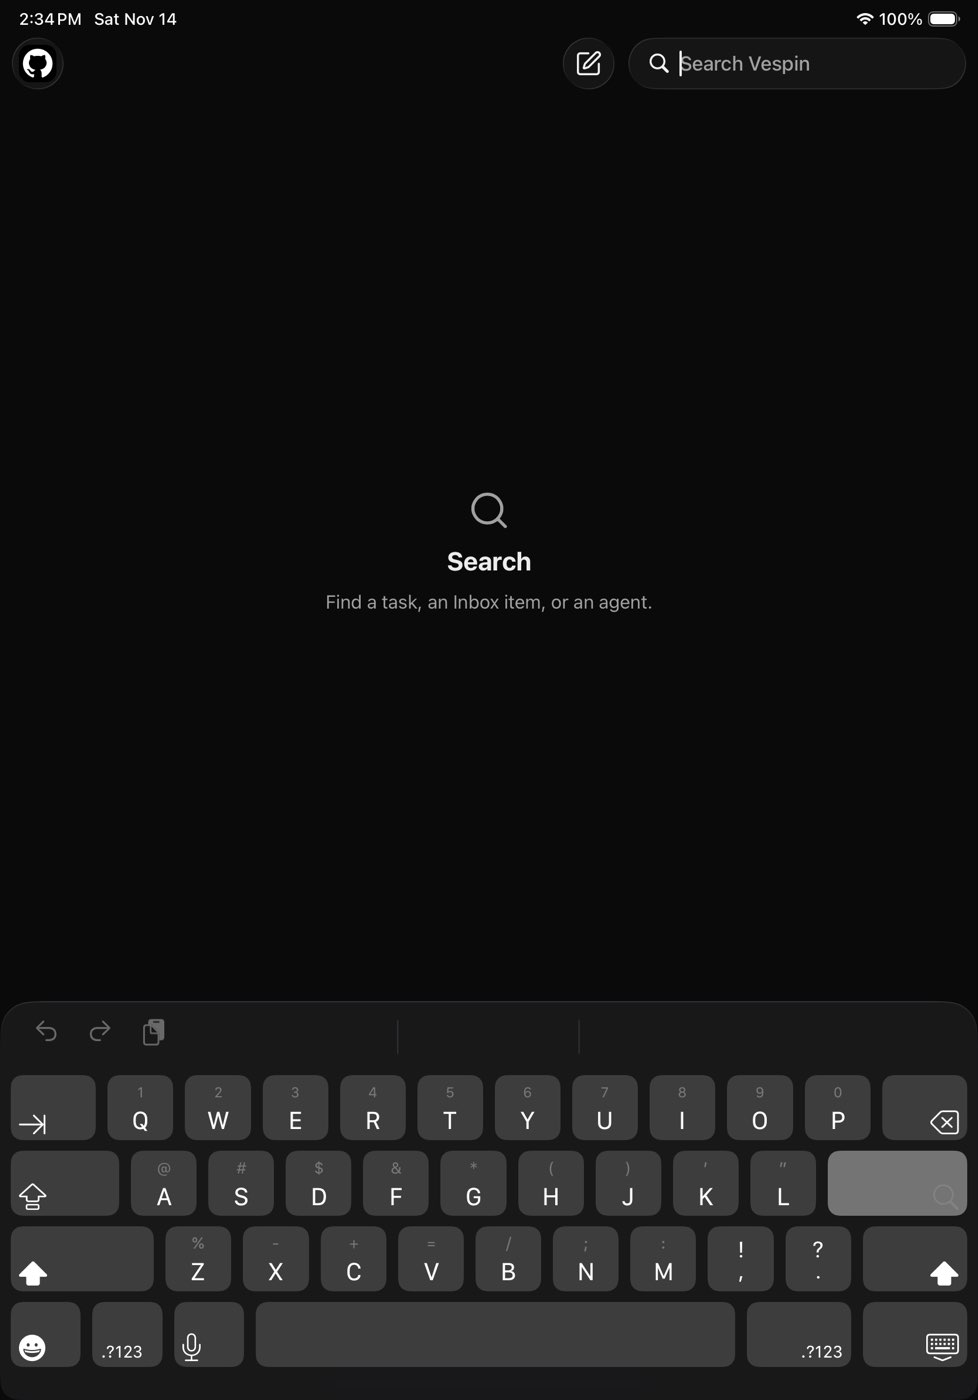 2:34 PM Sat Nov 14 100%
Search Vespin
Search
Find a task, an Inbox item, or an agent.
1 2 3 4 5 6 7 8 9 0
Q W E R T Y U I O P
@ # $ & * ( ) ' "
A S D F G H J K L
% - + = / ; : ! ?
Z X C V B N M , .
.?123 .?123